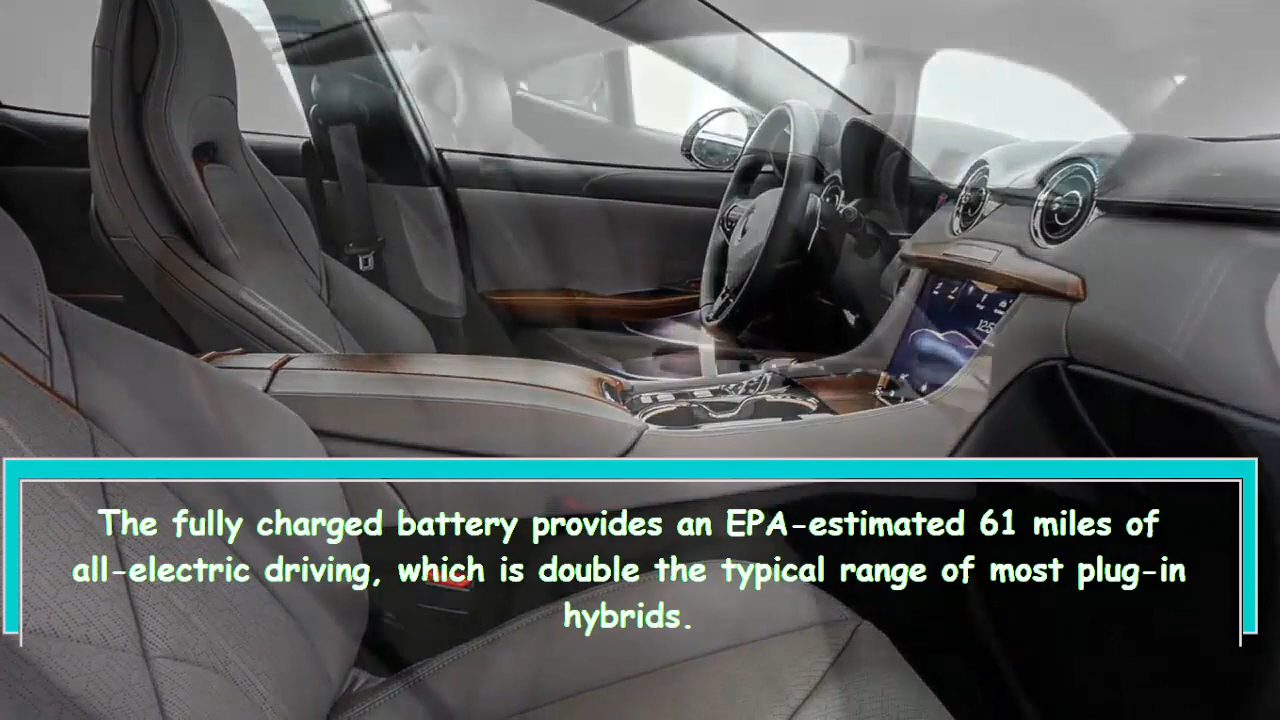 The fully charged battery provides an EPA-estimated 61 miles of
all-electric driving, which is double the typical range of most plug-in
hybrids.